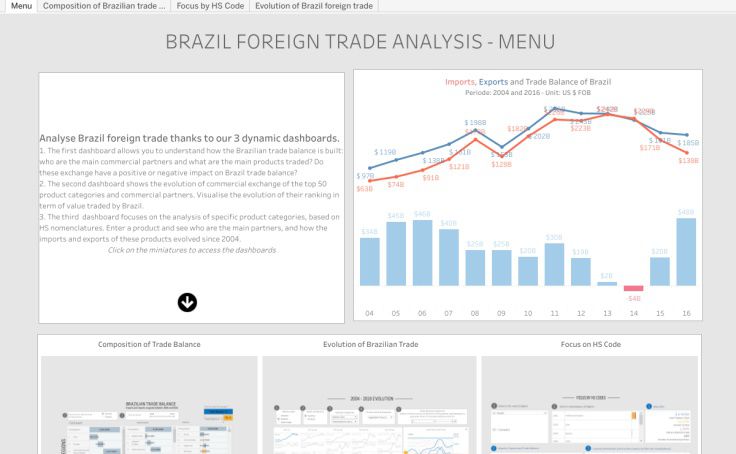 Menu
Composition of Brazilian trade ...
Focus by HS Code
Evolution of Brazil foreign trade
BRAZIL FOREIGN TRADE ANALYSIS - MENU
Analyse Brazil foreign trade thanks to our 3 dynamic dashboards.
1. The first dashboard allows you to understand how the Brazilian trade balance is built:
who are the main commercial partners and what are the main products traded? Do
these exchange have a positive or negative impact on Brazil trade balance?
2. The second dashboard shows the evolution of commercial exchange of the top 50
product categories and commercial partners. Visualise the evolution of their ranking in
term of value traded by Brazil.
3. The third dashboard focuses on the analysis of specific product categories, based on
HS nomenclatures. Enter a product and see who are the main partners, and how the
imports and exports of these products evolved since 2004.
Click on the miniatures to access the dashboards
Imports, Exports and Trade Balance of Brazil
Periode: 2004 and 2016 - Unit: US $ FOB
$ 97B
$ 119B
$ 138B
$ 198B
$ 202B
$ 185B
$63B
$74B
$91B
$121B
$128B
$182B
$223B
$171B
$139B
$34B
$45B
$46B
$40B
$25B
$25B
$20B
$30B
$19B
$2B
-$4B
$20B
$48B
04
05
06
07
08
09
10
11
12
13
14
15
16
Composition of Trade Balance
Evolution of Brazilian Trade
Focus on HS Code
BRAZILIAN TRADE BALANCE
2004 - 2016 EVOLUTION
FOCUS BY HS CODES